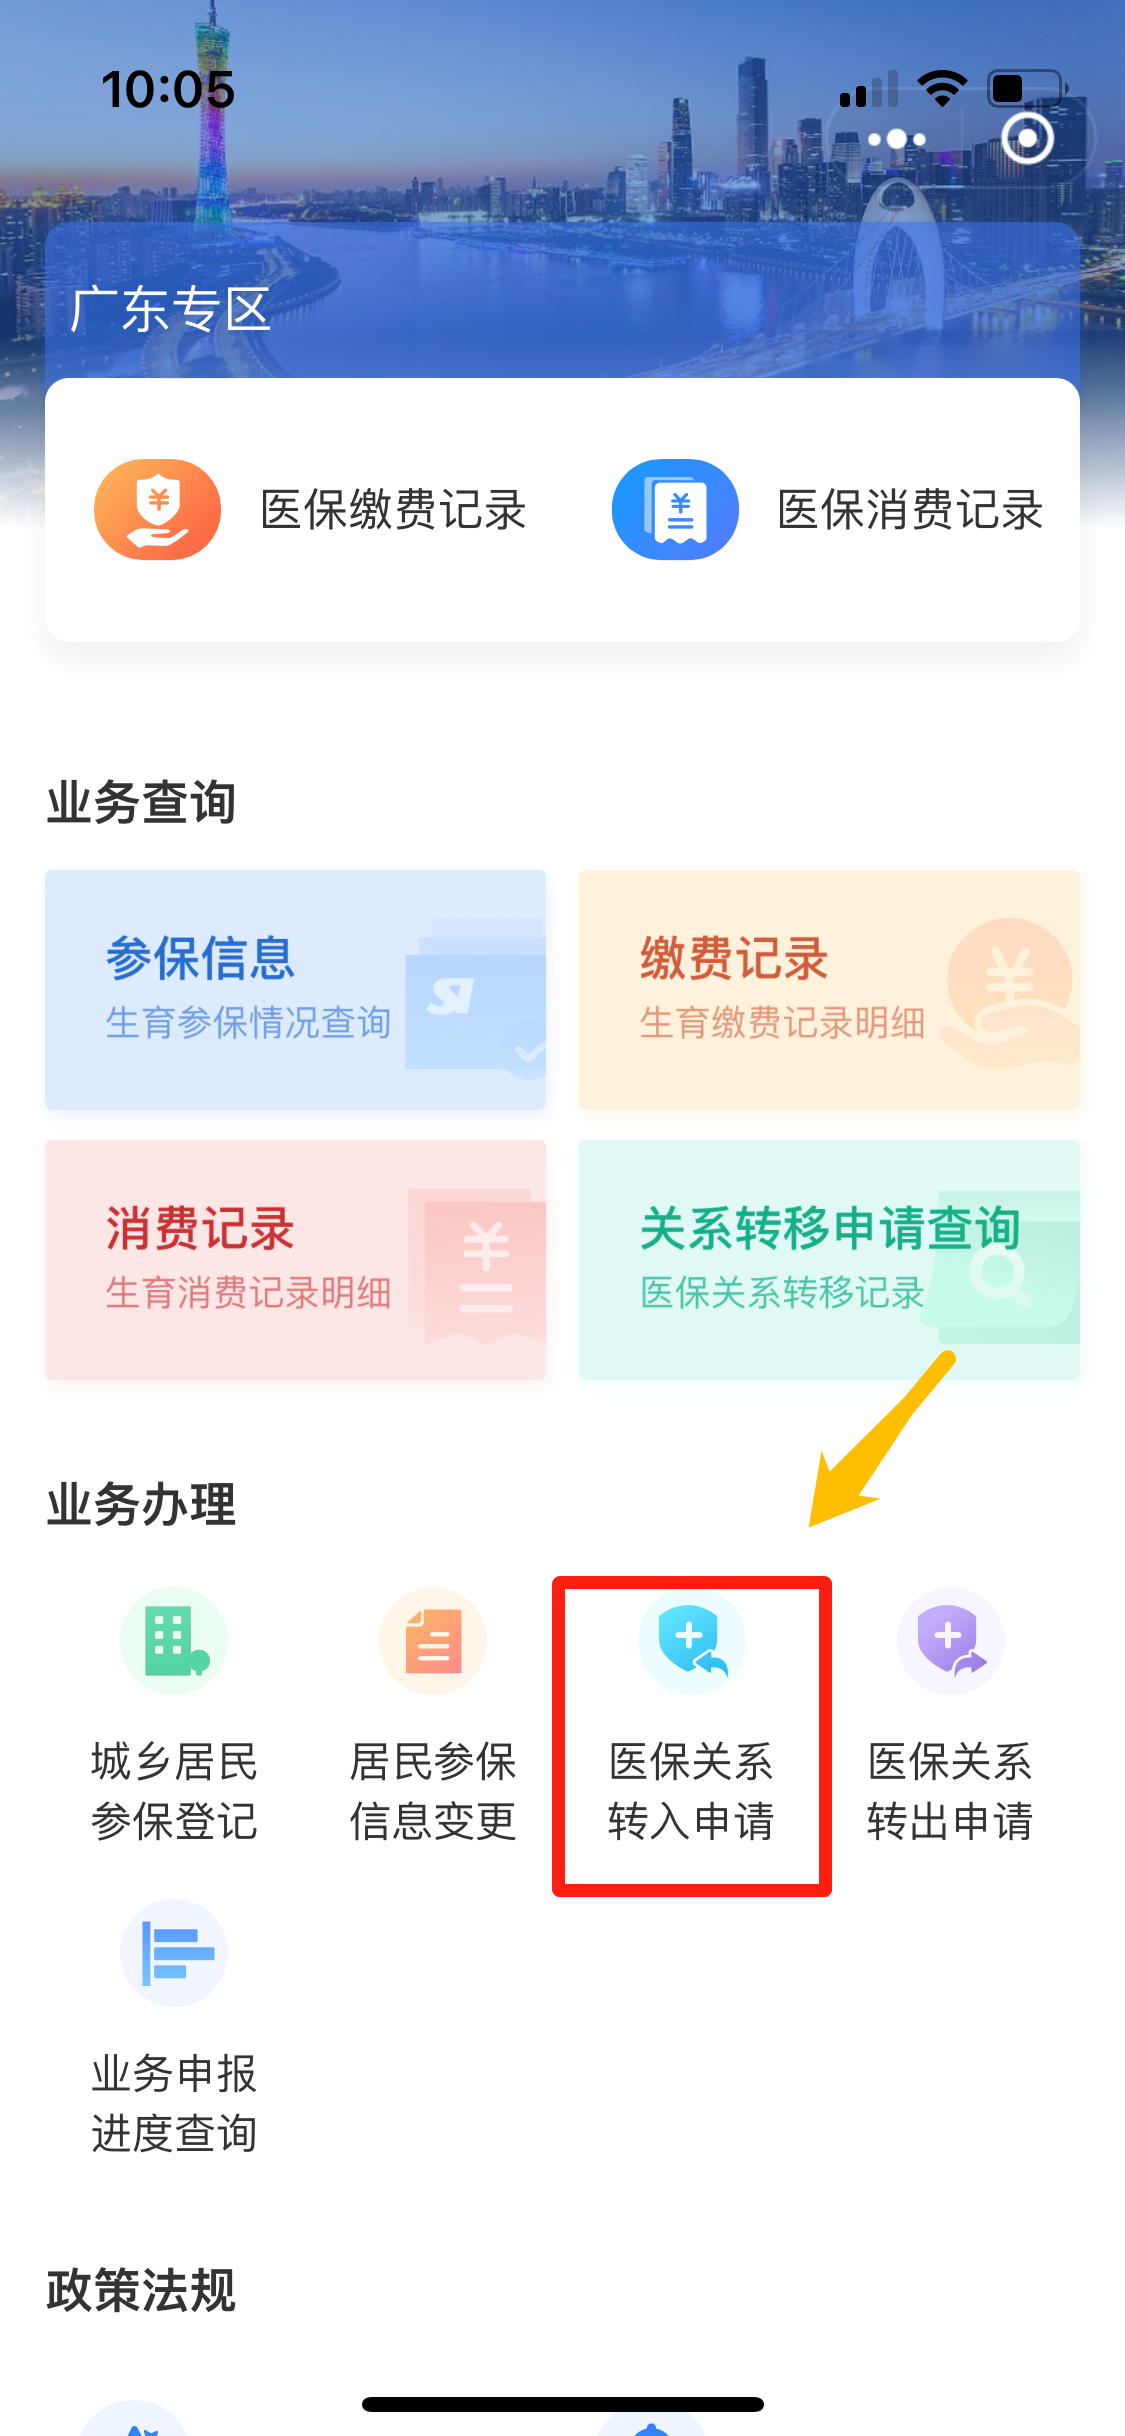 10:05
广东专区
医保缴费记录
医保消费记录
业务查询
参保信息
生育参保情况查询
缴费记录
生育缴费记录明细
消费记录
生育消费记录明细
关系转移申请查询
医保关系转移记录
业务办理
城乡居民
参保登记
居民参保
信息变更
医保关系
转入申请
医保关系
转出申请
业务申报
进度查询
政策法规